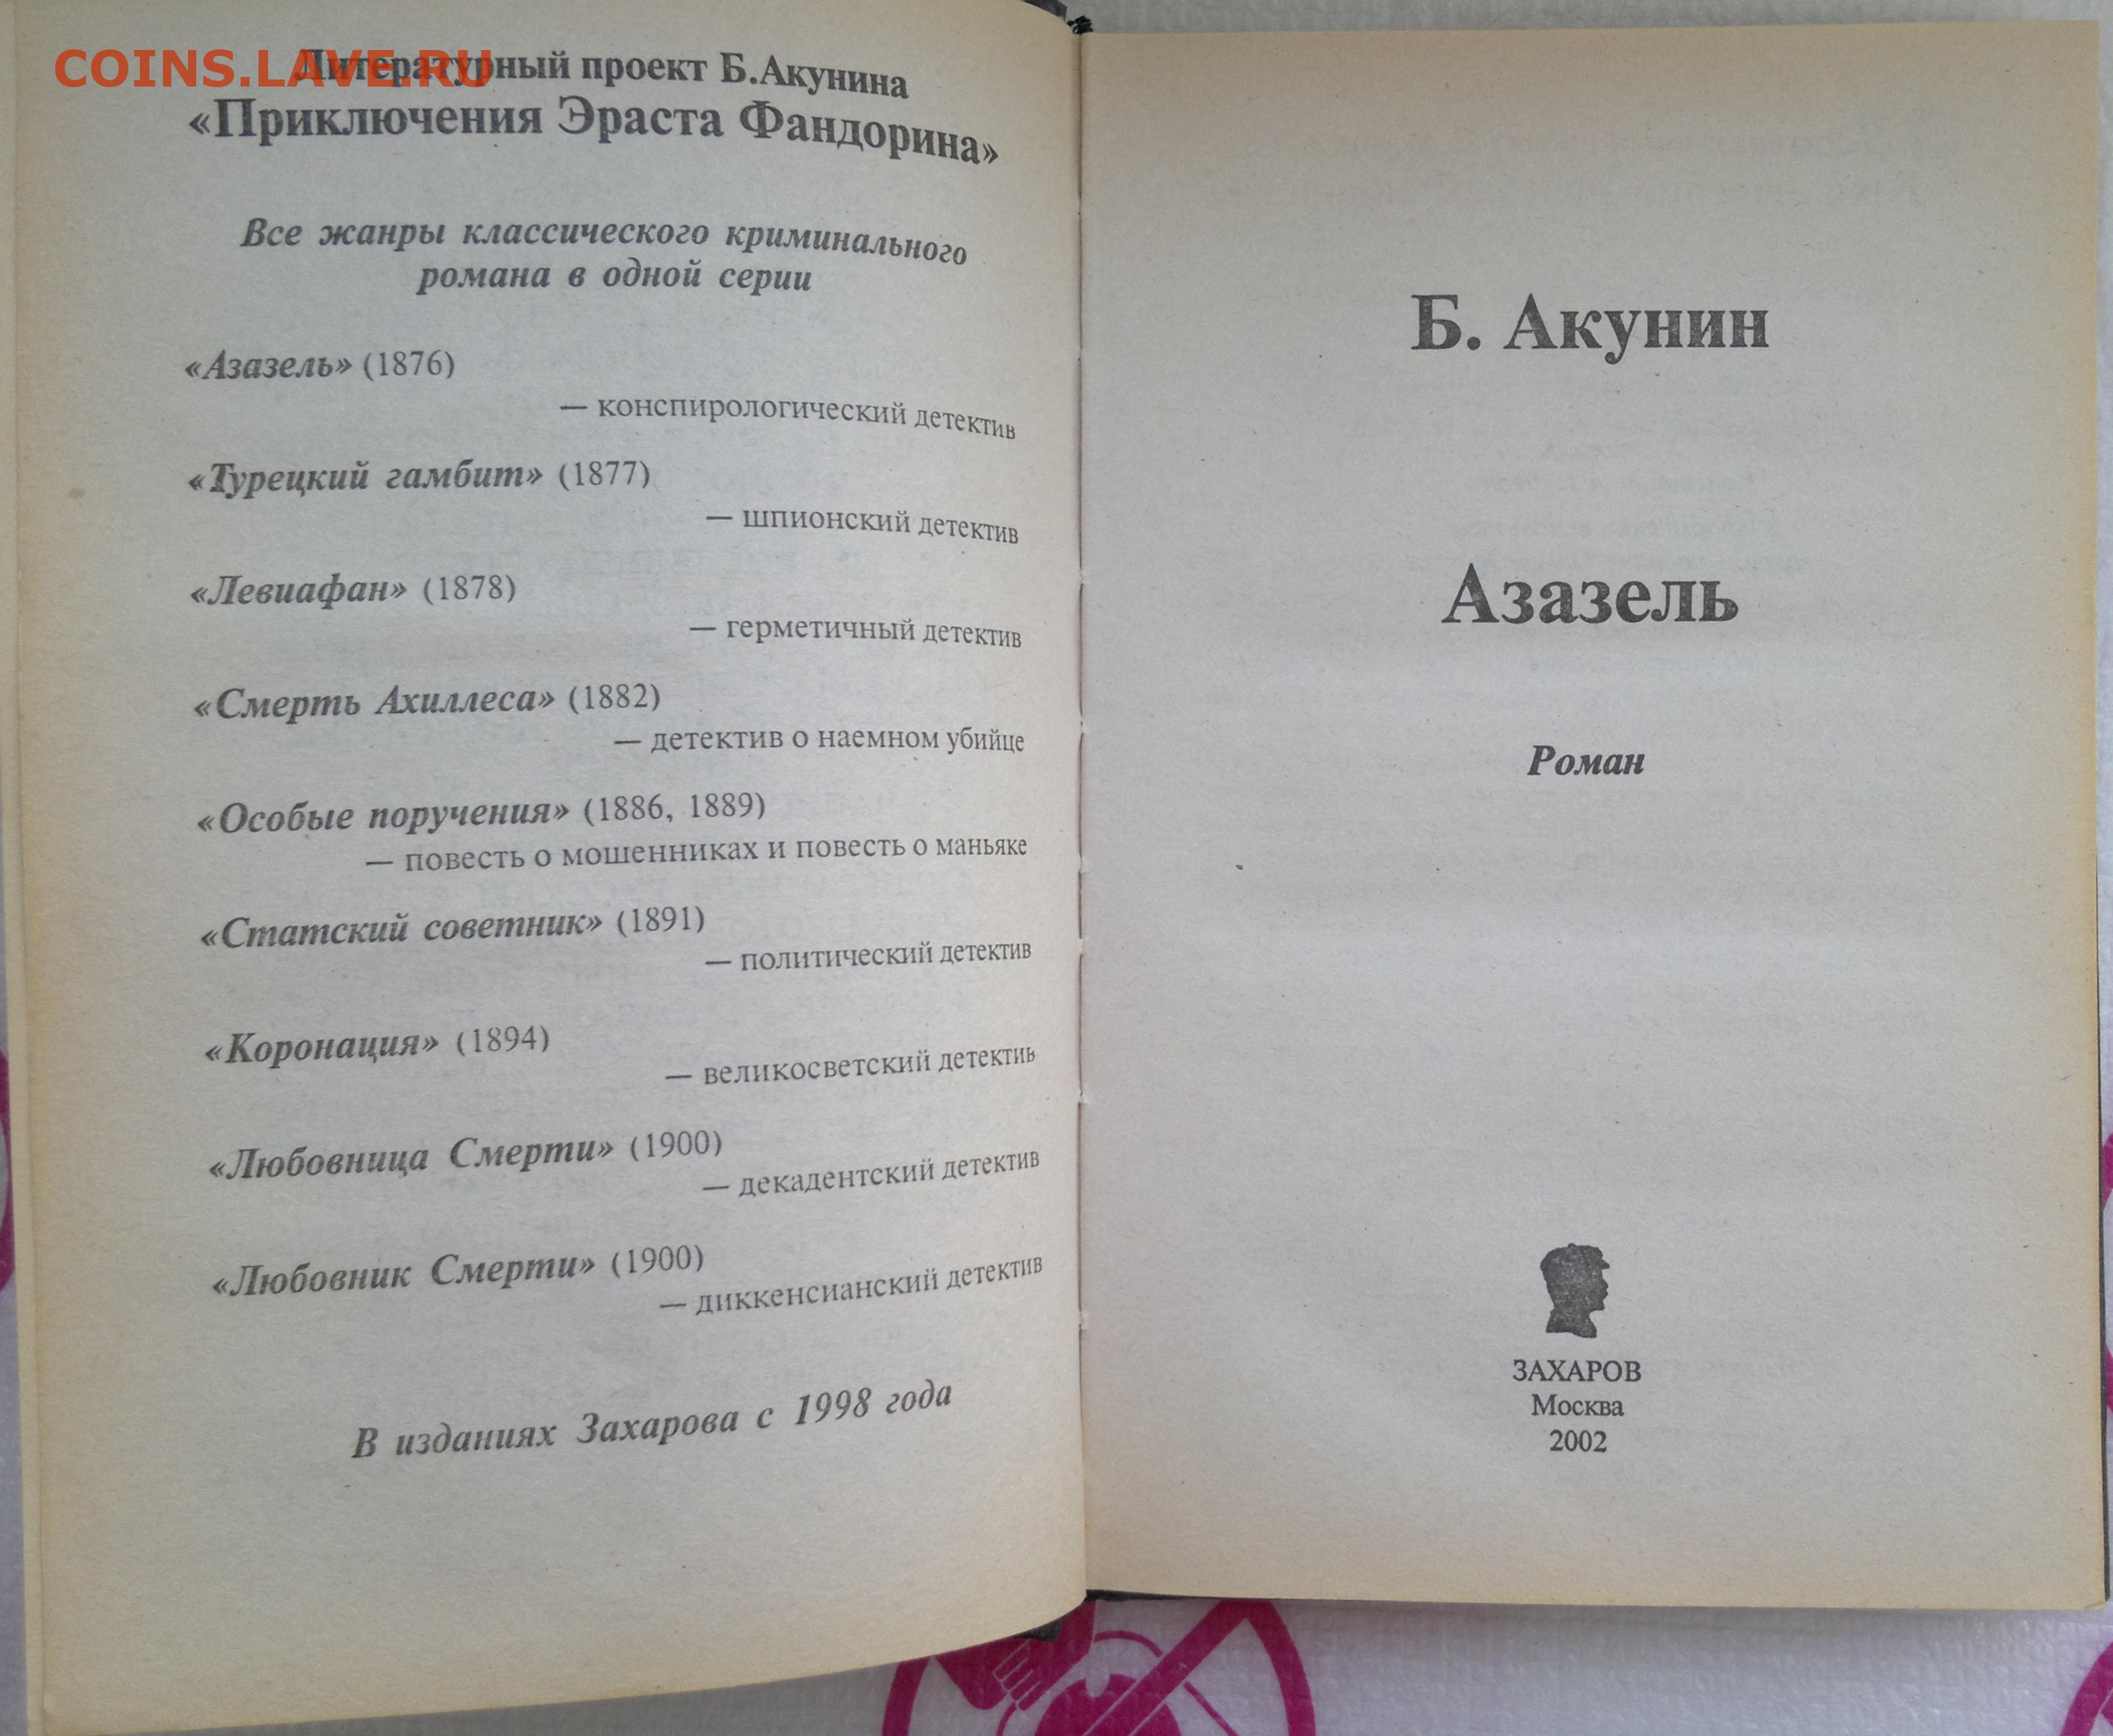 COINS.LAVE.RU
Литературный проект Б.Акунина
«Приключения Эраста Фандорина»
Все жанры классического криминального
романа в одной серии
«Азазель» (1876)
— конспирологический детектив
«Турецкий гамбит» (1877)
— шпионский детектив
«Левиафан» (1878)
— герметичный детектив
«Смерть Ахиллеса» (1882)
— детектив о наемном убийце
«Особые поручения» (1886, 1889)
— повесть о мошенниках и повесть о маньяке
«Статский советник» (1891)
— политический детектив
«Коронация» (1894)
— великосветский детектив
«Любовница Смерти» (1900)
— декадентский детектив
«Любовник Смерти» (1900)
— диккенсианский детектив
В изданиях Захарова с 1998 года
Б. Акунин
Азазель
Роман
ЗАХАРОВ
Москва
2002